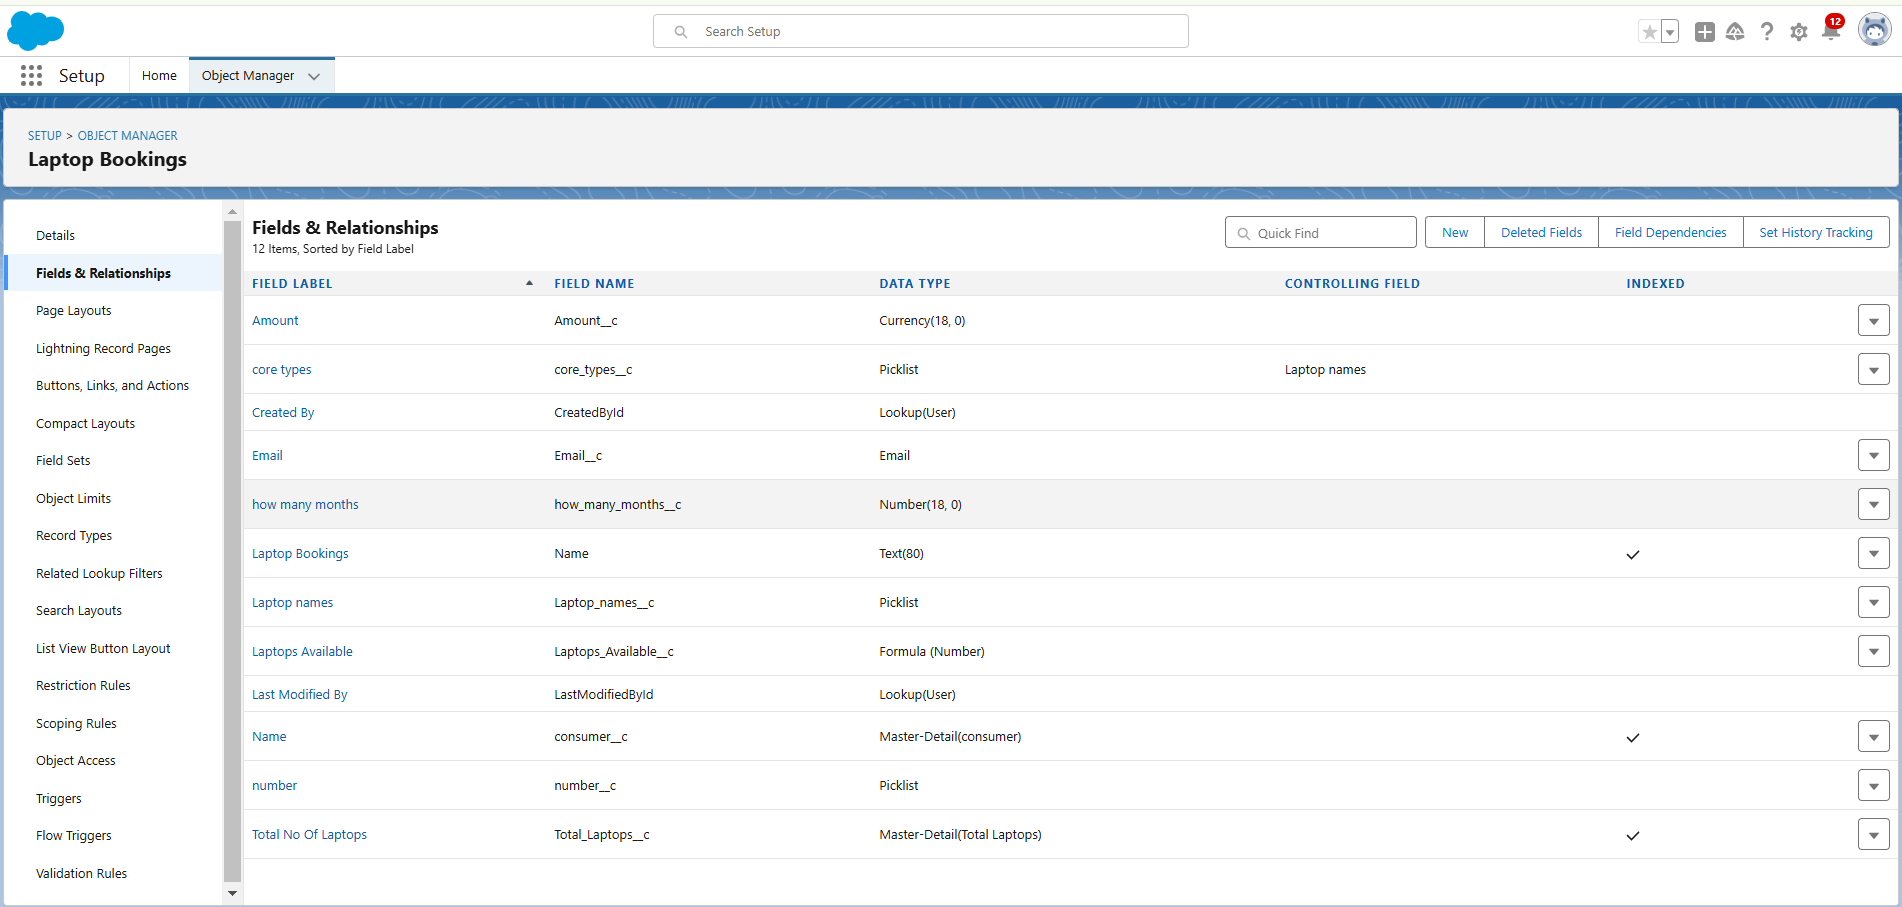 Search Setup
12
Setup
Home
Object Manager
SETUP > OBJECT MANAGER
Laptop Bookings
Details
Fields & Relationships
Page Layouts
Lightning Record Pages
Buttons, Links, and Actions
Compact Layouts
Field Sets
Object Limits
Record Types
Related Lookup Filters
Search Layouts
List View Button Layout
Restriction Rules
Scoping Rules
Object Access
Triggers
Flow Triggers
Validation Rules
Fields & Relationships
12 Items, Sorted by Field Label
Quick Find
New
Deleted Fields
Field Dependencies
Set History Tracking
FIELD LABEL FIELD NAME DATA TYPE CONTROLLING FIELD INDEXED
Amount Amount__c Currency(18, 0)
core types core_types__c Picklist Laptop names
Created By CreatedById Lookup(User)
Email Email__c Email
how many months how_many_months__c Number(18, 0)
Laptop Bookings Name Text(80)
Laptop names Laptop_names__c Picklist
Laptops Available Laptops_Available__c Formula (Number)
Last Modified By LastModifiedById Lookup(User)
Name consumer__c Master-Detail(consumer)
number number__c Picklist
Total No Of Laptops Total_Laptops__c Master-Detail(Total Laptops)